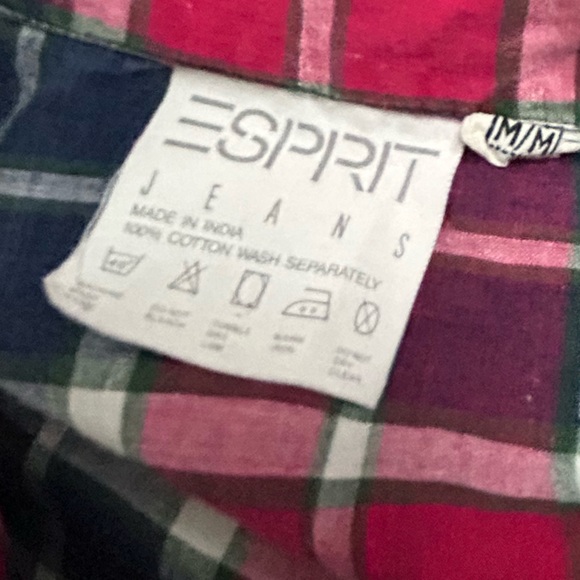 ESPRIT
JEANS
MADE IN INDIA
100% COTTON WASH SEPARATELY
DO NOT BLEACH
TUMBLE DRY LOW
WARM IRON
DO NOT DRY CLEAN
M/M